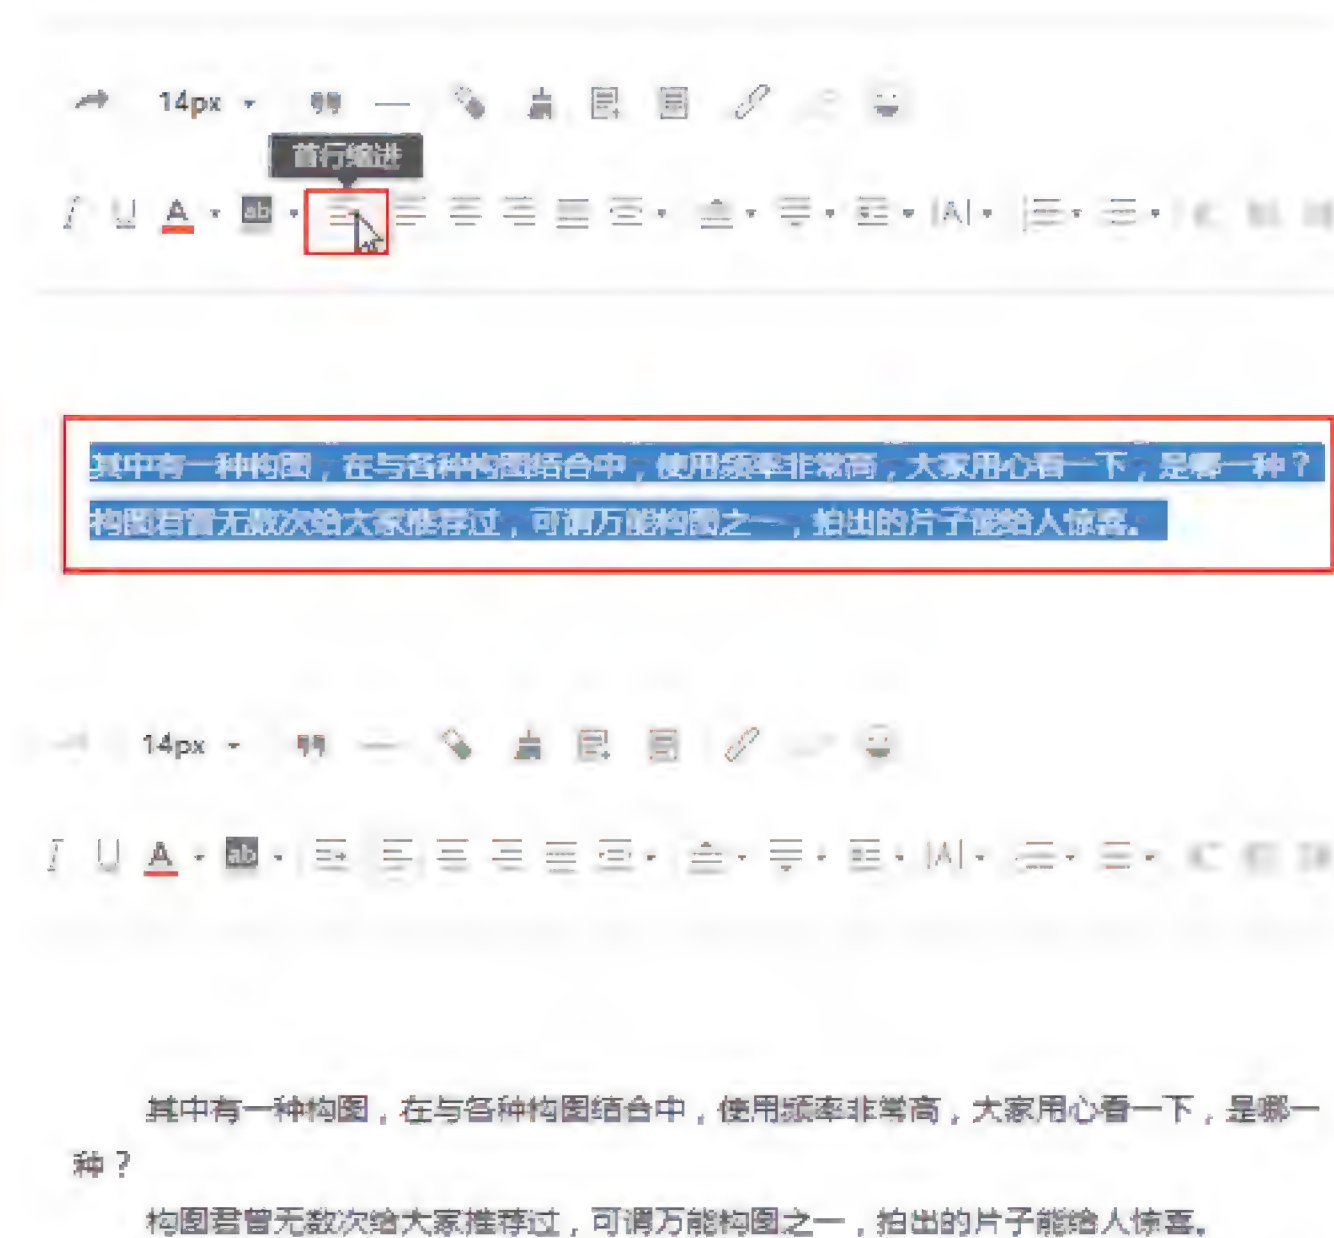 14px
首行缩进
I U A ab |A|
其中有一种构图，在与各种构图结合中，使用频率非常高，大家用心看一下，是哪一种？
构图君曾无数次给大家推荐过，可谓万能构图之一，拍出的片子能给人惊喜。
14px
I U A ab |A|
其中有一种构图，在与各种构图结合中，使用频率非常高，大家用心看一下，是哪一
种？
构图君曾无数次给大家推荐过，可谓万能构图之一，拍出的片子能给人惊喜。